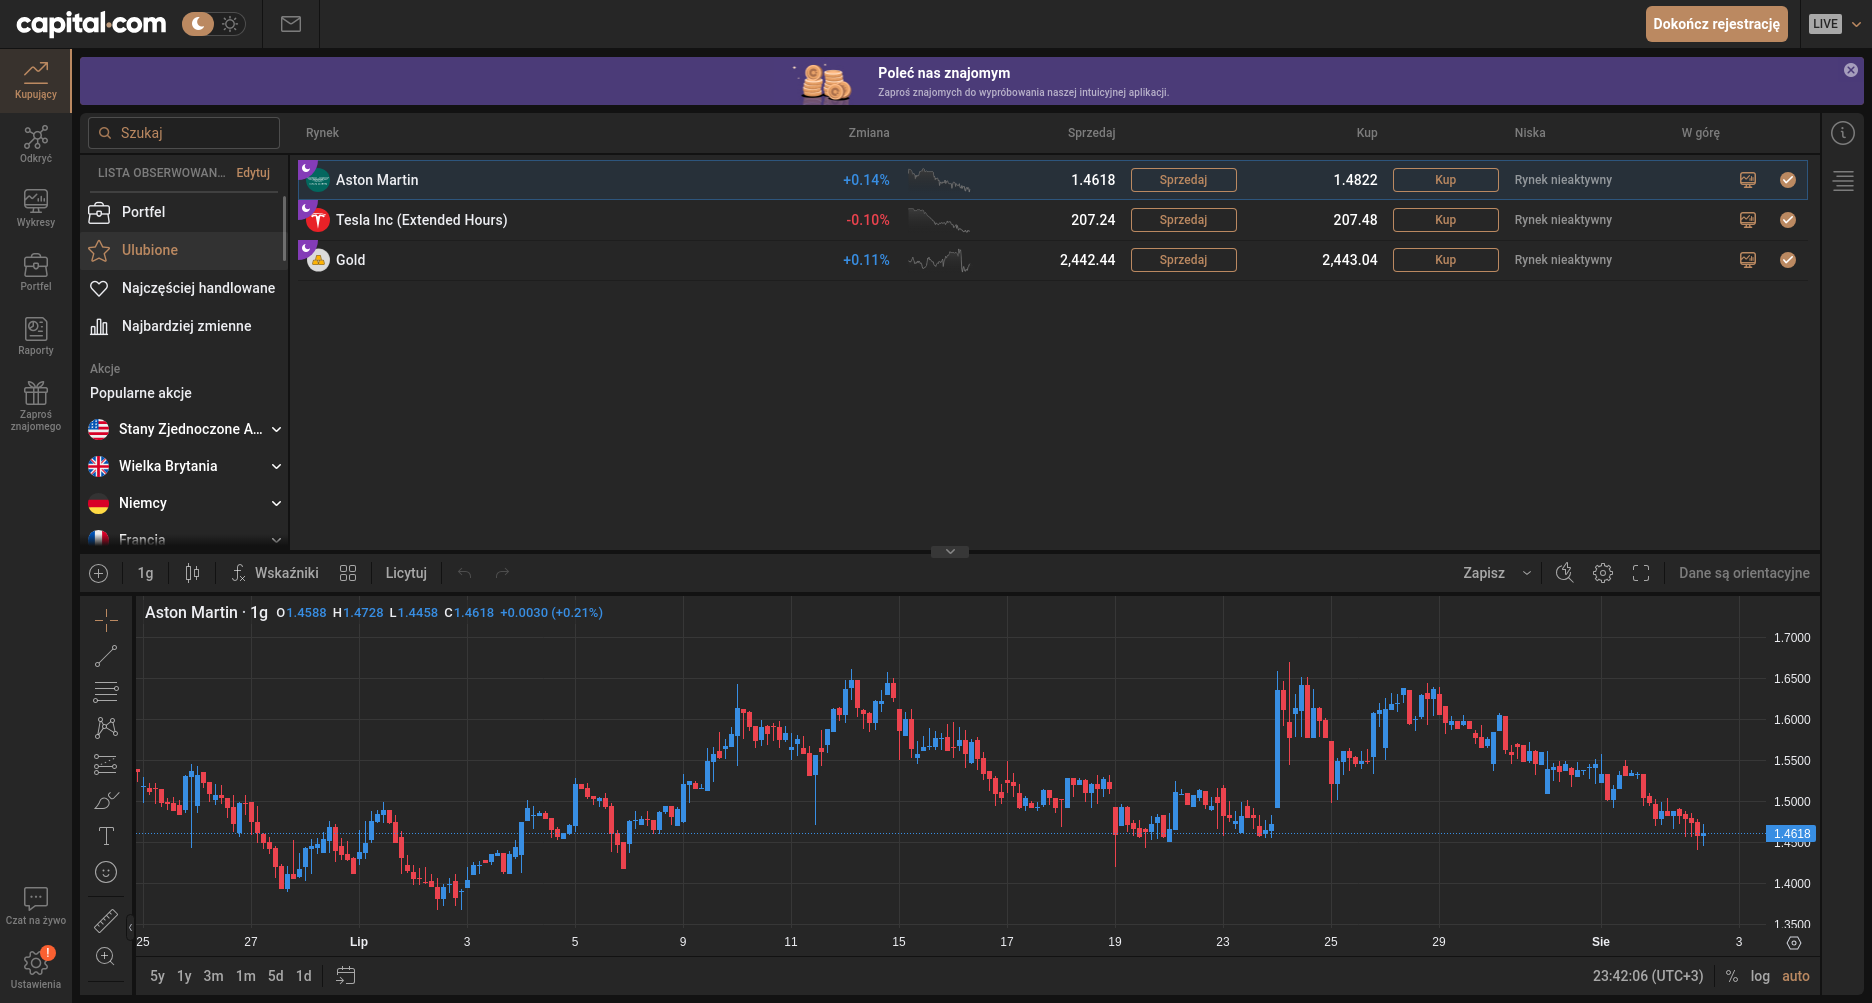 capital.com
Dokończ rejestrację
LIVE
Kupujący
Odkryć
Wykresy
Portfel
Raporty
Zaproś
znajomego
Czat na żywo
Ustawienia
Poleć nas znajomym
Zaproś znajomych do wypróbowania naszej intuicyjnej aplikacji.
Szukaj
LISTA OBSERWOWAN... Edytuj
Portfel
Ulubione
Najczęściej handlowane
Najbardziej zmienne
Akcje
Popularne akcje
Stany Zjednoczone A...
Wielka Brytania
Niemcy
Francja
Rynek Zmiana Sprzedaj Kup Niska W górę
Aston Martin +0.14% 1.4618 Sprzedaj 1.4822 Kup Rynek nieaktywny
Tesla Inc (Extended Hours) -0.10% 207.24 Sprzedaj 207.48 Kup Rynek nieaktywny
Gold +0.11% 2,442.44 Sprzedaj 2,443.04 Kup Rynek nieaktywny
1g Wskaźniki Licytuj Zapisz Dane są orientacyjne
Aston Martin · 1g O1.4588 H1.4728 L1.4458 C1.4618 +0.0030 (+0.21%)
1.7000
1.6500
1.6000
1.5500
1.5000
1.4618
1.4500
1.4000
1.3500
25 27 Lip 3 5 9 11 15 17 19 23 25 29 Sie 3
5y 1y 3m 1m 5d 1d 23:42:06 (UTC+3) % log auto